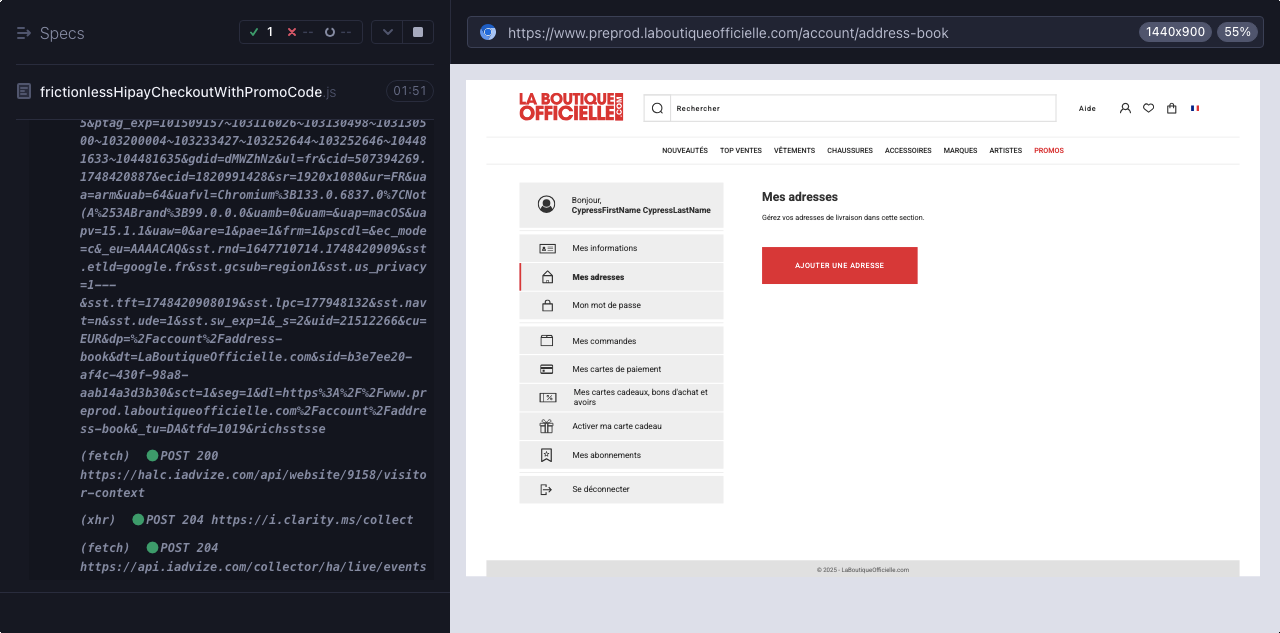 Specs
1
--
--
frictionlessHipayCheckoutWithPromoCode.js
01:51
5&ptag_exp=101509157~103116026~103130498~1031305
00~103200004~103233427~103252644~103252646~10448
1633~104481635&gdid=dMWZhNz&ul=fr&cid=507394269.
1748420887&ecid=1820991428&sr=1920x1080&ur=FR&ua
a=arm&uab=64&uafvl=Chromium%3B133.0.6837.0%7CNot
(A%253ABrand%3B99.0.0.0&uamb=0&uam=&uap=macOS&ua
pv=15.1.1&uaw=0&are=1&pae=1&frm=1&pscdl=&ec_mode
=c&_eu=AAAACAQ&sst.rnd=1647710714.1748420909&sst
.etld=google.fr&sst.gcsub=region1&sst.us_privacy
=1---
&sst.tft=1748420908019&sst.lpc=177948132&sst.nav
t=n&sst.ude=1&sst.sw_exp=1&_s=2&uid=21512266&cu=
EUR&dp=%2Faccount%2Faddress-
book&dt=LaBoutiqueOfficielle.com&sid=b3e7ee20-
af4c-430f-98a8-
aab14a3d3b30&sct=1&seg=1&dl=https%3A%2F%2Fwww.pr
eprod.laboutiqueofficielle.com%2Faccount%2Faddre
ss-book&_tu=DA&tfd=1019&richsstsse
(fetch) POST 200
https://halc.iadvize.com/api/website/9158/visito
r-context
(xhr) POST 204 https://i.clarity.ms/collect
(fetch) POST 204
https://api.iadvize.com/collector/ha/live/events
https://www.preprod.laboutiqueofficielle.com/account/address-book
1440x900
55%
LA BOUTIQUE
OFFICIELLE.COM
Rechercher
Aide
NOUVEAUTÉS TOP VENTES VÊTEMENTS CHAUSSURES ACCESSOIRES MARQUES ARTISTES PROMOS
Bonjour,
CypressFirstName CypressLastName
Mes informations
Mes adresses
Mon mot de passe
Mes commandes
Mes cartes de paiement
Mes cartes cadeaux, bons d'achat et
avoirs
Activer ma carte cadeau
Mes abonnements
Se déconnecter
Mes adresses
Gérez vos adresses de livraison dans cette section.
AJOUTER UNE ADRESSE
© 2025 - LaBoutiqueOfficielle.com